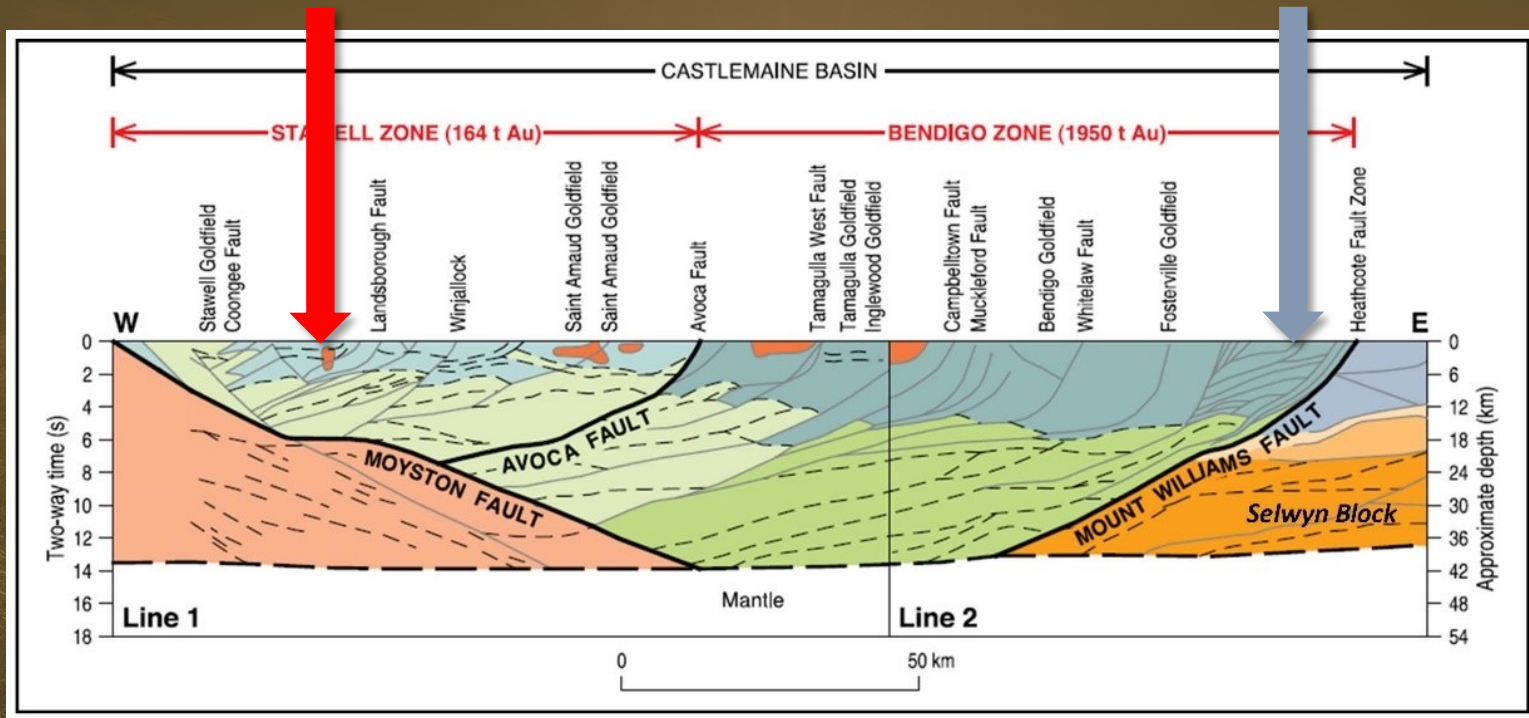 CASTLEMAINE BASIN
STAWELL ZONE (164 t Au)
BENDIGO ZONE (1950 t Au)
Stawell Goldfield
Coongee Fault
Landsborough Fault
Winjallock
Saint Arnaud Goldfield
Saint Arnaud Goldfield
Avoca Fault
Tamagulla West Fault
Tamagulla Goldfield
Inglewood Goldfield
Campbelltown Fault
Muckleford Fault
Bendigo Goldfield
Whitelaw Fault
Fosterville Goldfield
Heathcote Fault Zone
W
E
Two-way time (s)
0
2
4
6
8
10
12
14
16
18
MOYSTON FAULT
AVOCA FAULT
MOUNT WILLIAMS FAULT
Selwyn Block
Mantle
Line 1
Line 2
0
6
12
18
24
30
36
42
48
54
Approximate depth (km)
0
50 km